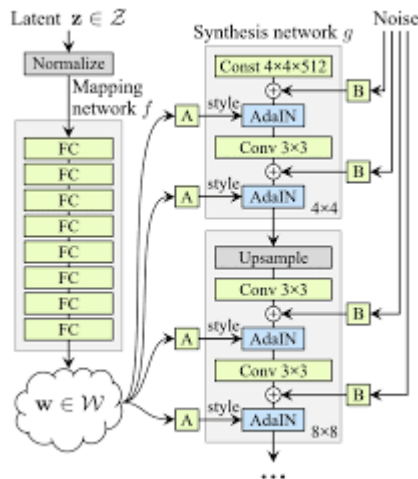 Latent z ∈ Z
Normalize
Mapping
network f
FC
FC
FC
FC
FC
FC
FC
FC
w ∈ W
Synthesis network g
Noise
Const 4×4×512
B
A
style
AdaIN
Conv 3×3
B
A
style
AdaIN
4×4
Upsample
Conv 3×3
B
A
style
AdaIN
Conv 3×3
B
A
style
AdaIN
8×8
...